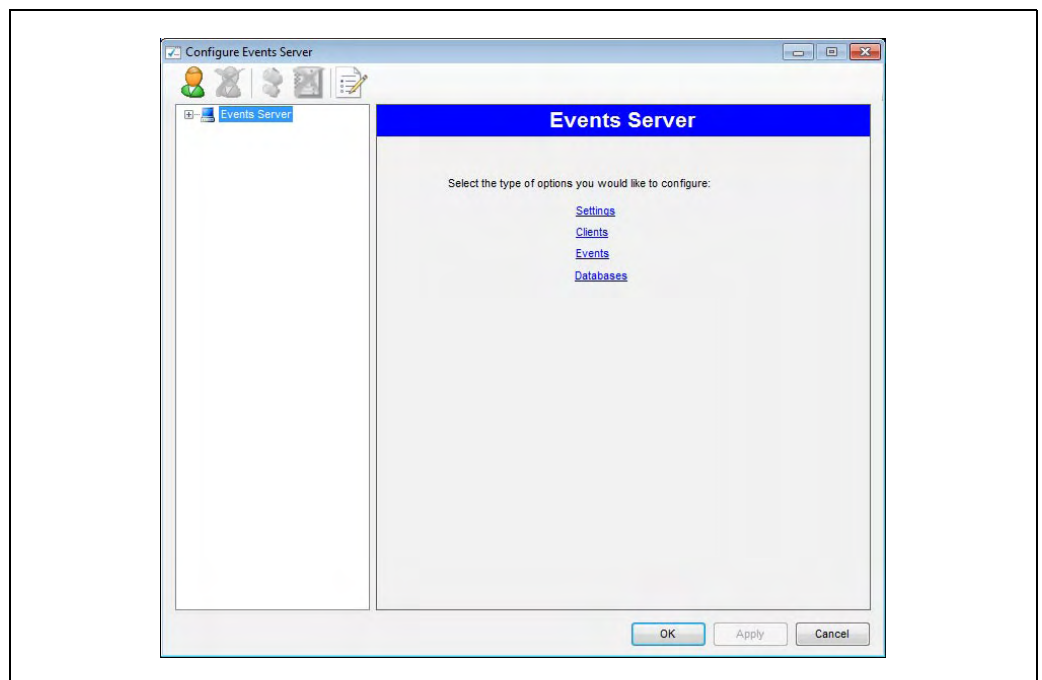 Configure Events Server
Events Server
Events Server
Select the type of options you would like to configure:
Settings
Clients
Events
Databases
OK
Apply
Cancel